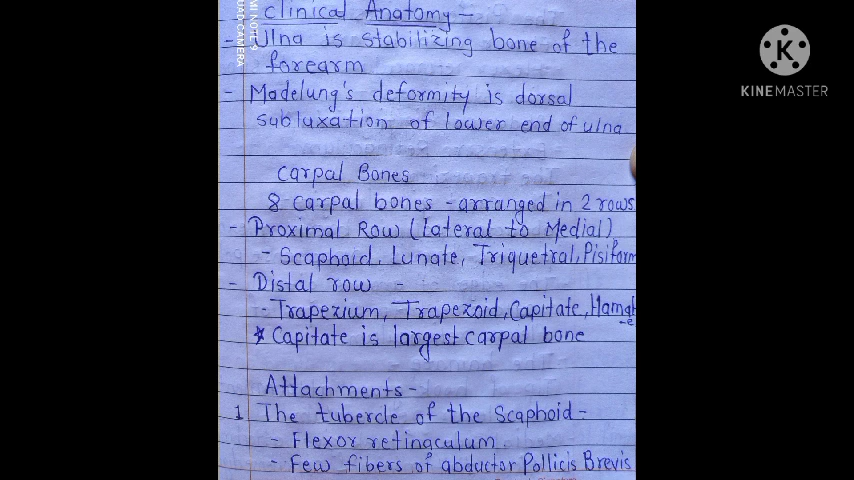 clinical Anatomy -
- Ulna is stabilizing bone of the
forearm
- Madelung's deformity is dorsal
subluxation of lower end of ulna
carpal Bones
8 carpal bones - arranged in 2 rows
- Proximal Row (lateral to Medial)
- Scaphoid, Lunate, Triquetral, Pisiform
- Distal row -
- Trapezium, Trapezoid, Capitate, Hamate
* Capitate is largest carpal bone
Attachments -
1 The tubercle of the Scaphoid -
- Flexor retinaculum
- Few fibers of abductor Pollicis Brevis
K
KINEMASTER